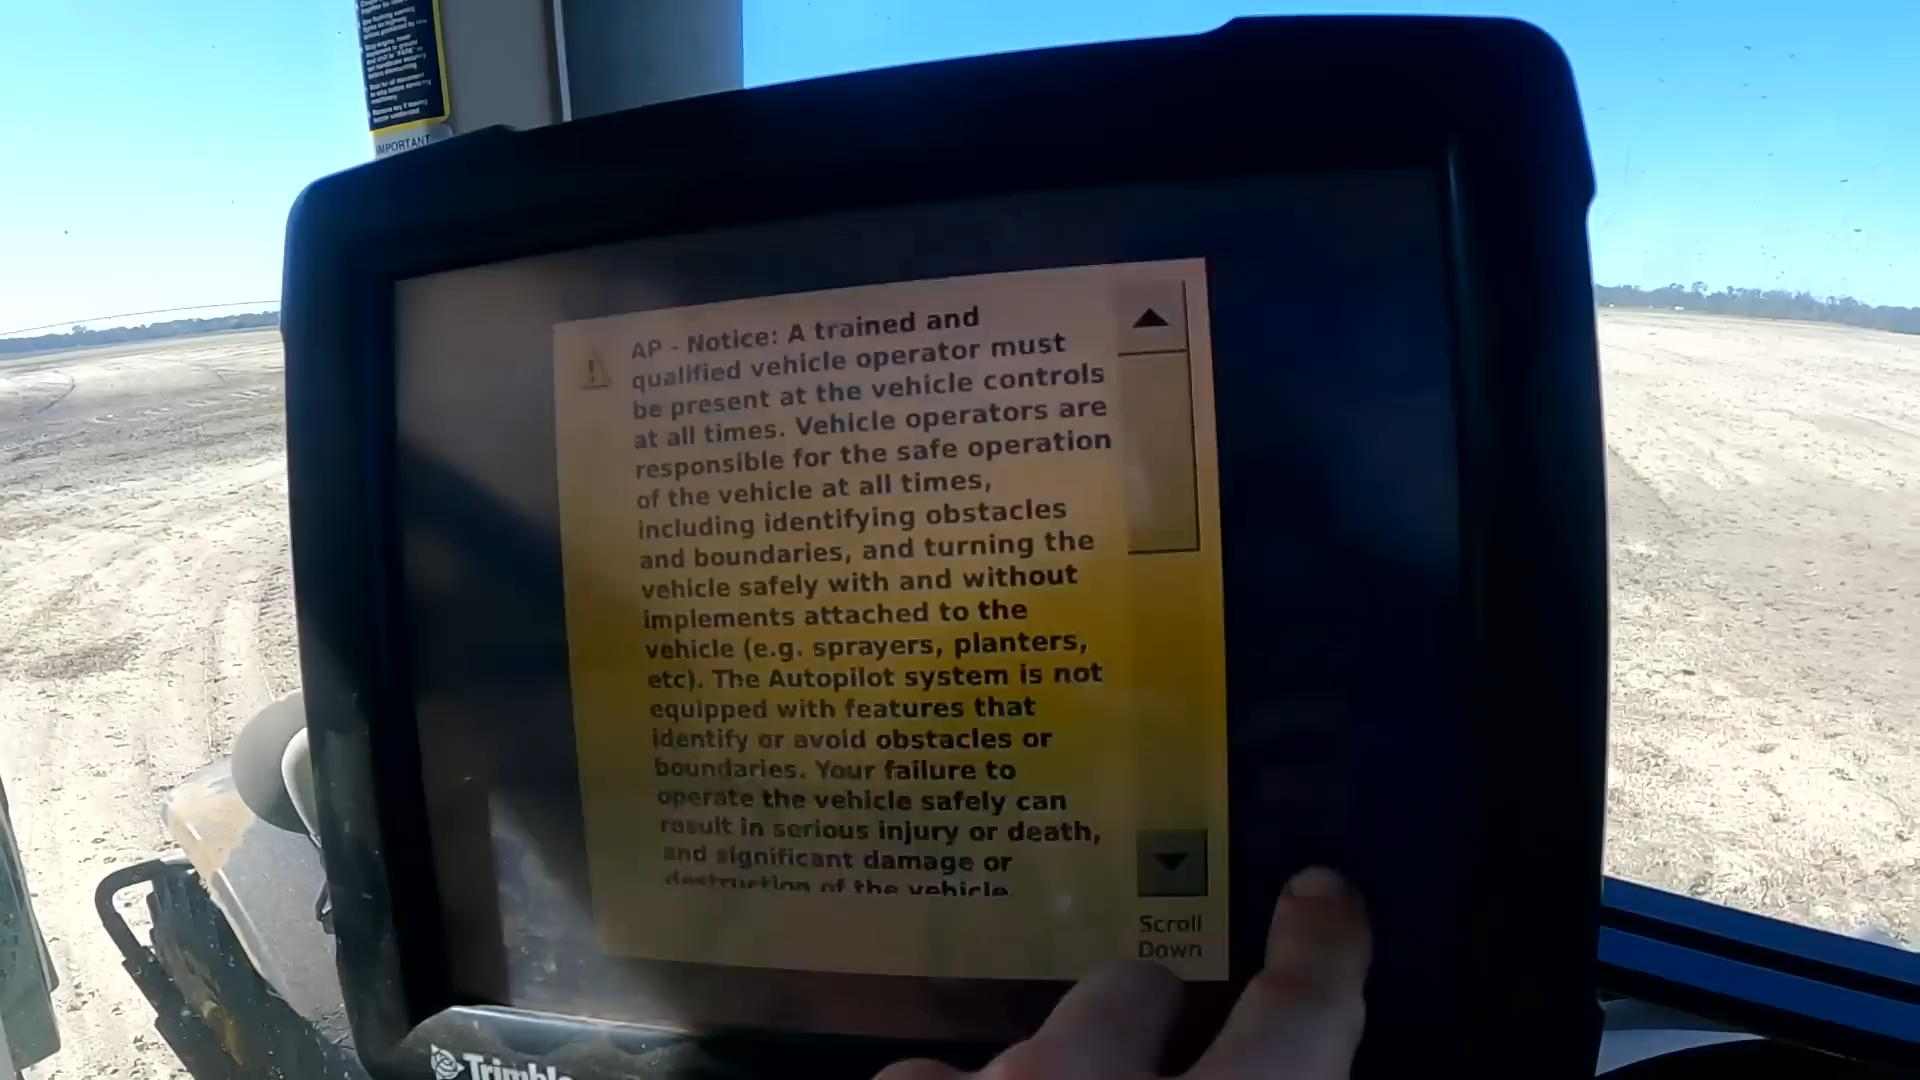 IMPORTANT
AP - Notice: A trained and
qualified vehicle operator must
be present at the vehicle controls
at all times. Vehicle operators are
responsible for the safe operation
of the vehicle at all times,
including identifying obstacles
and boundaries, and turning the
vehicle safely with and without
implements attached to the
vehicle (e.g. sprayers, planters,
etc). The Autopilot system is not
equipped with features that
identify or avoid obstacles or
boundaries. Your failure to
operate the vehicle safely can
result in serious injury or death,
and significant damage or
destruction of the vehicle.
Scroll
Down
Trimble